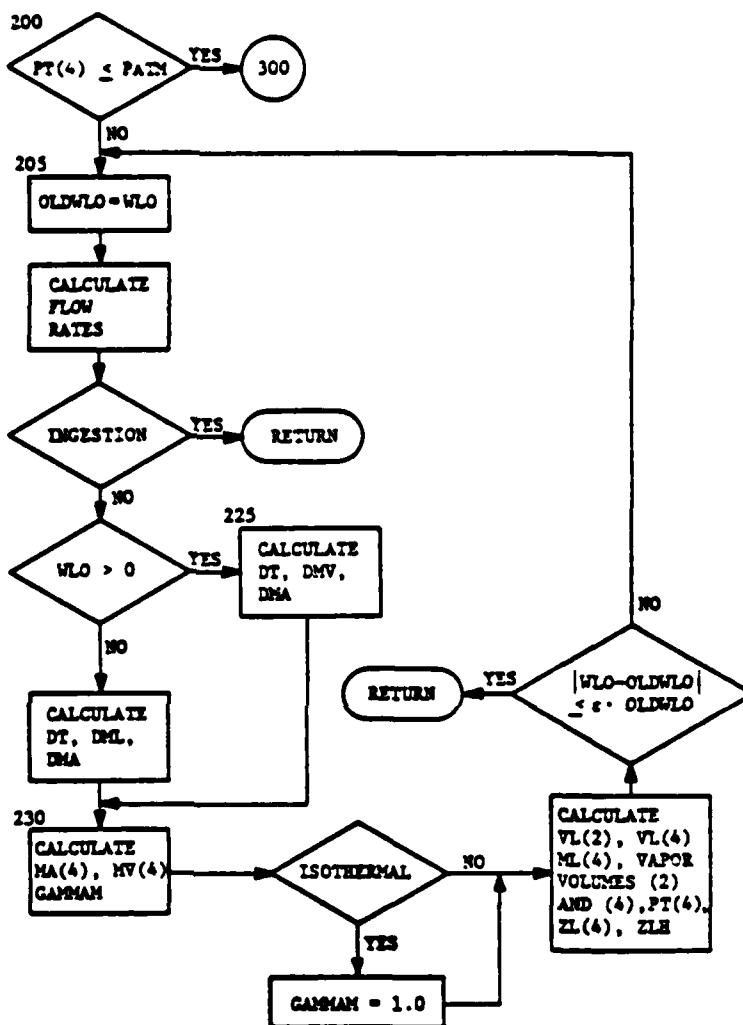 200
PT(4) ≤ PATM
YES
300
NO
205
OLDWLO=WLO
CALCULATE
FLOW
RATES
INGESTION
YES
RETURN
NO
WLO > 0
YES
225
CALCULATE
DT, DMV,
DMA
NO
CALCULATE
DT, DML,
DMA
230
CALCULATE
MA(4), MV(4)
GAMMAM
ISOTHERMAL
NO
YES
GAMMAM = 1.0
CALCULATE
VL(2), VL(4)
ML(4), VAPOR
VOLUMES (2)
AND (4),PT(4),
ZL(4), ZLH
|WLO-OLDWLO|
≤ ε· OLDWLO
YES
RETURN
NO